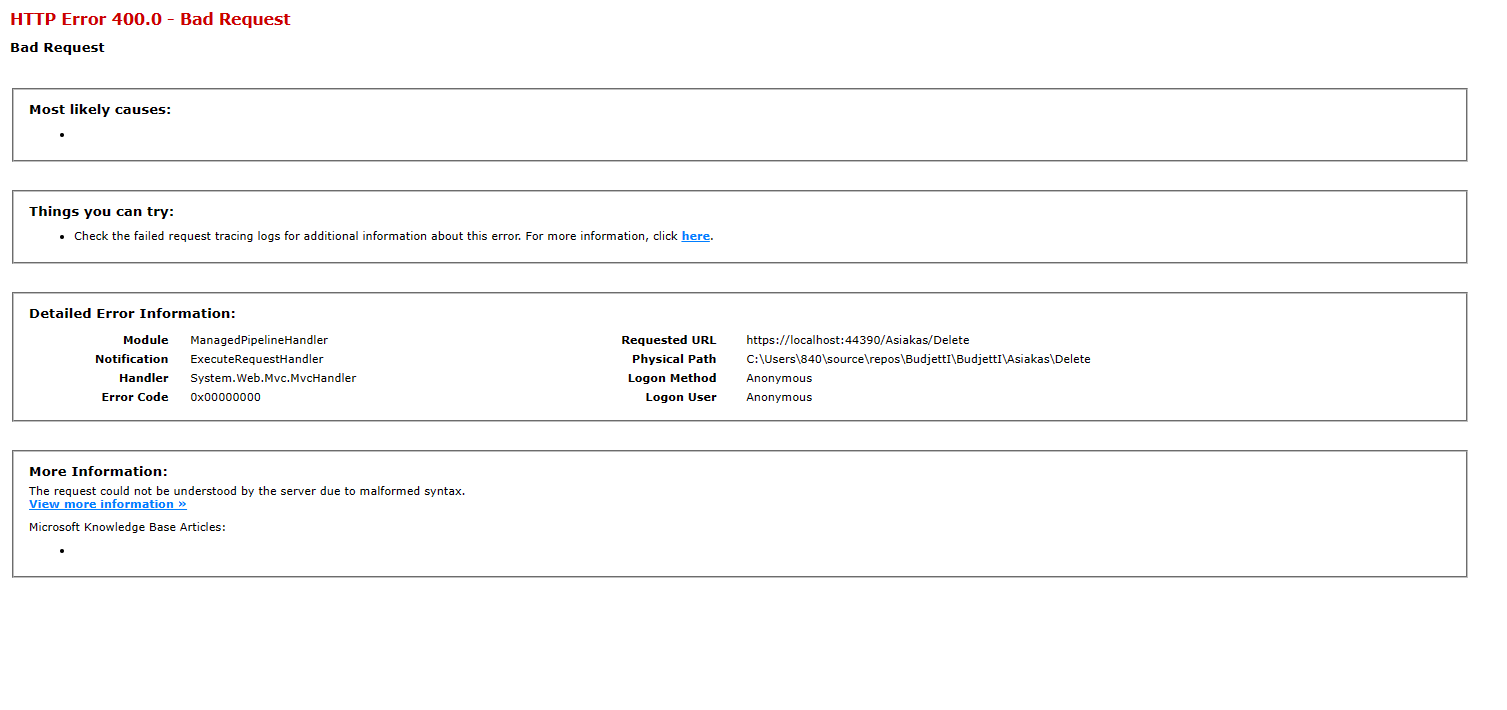 HTTP Error 400.0 - Bad Request
Bad Request
Most likely causes:
Things you can try:
Check the failed request tracing logs for additional information about this error. For more information, click here.
Detailed Error Information:
Module ManagedPipelineHandler Requested URL https://localhost:44390/Asiakas/Delete
Notification ExecuteRequestHandler Physical Path C:\Users\840\source\repos\BudjettI\BudjettI\Asiakas\Delete
Handler System.Web.Mvc.MvcHandler Logon Method Anonymous
Error Code 0x00000000 Logon User Anonymous
More Information:
The request could not be understood by the server due to malformed syntax.
View more information »
Microsoft Knowledge Base Articles: